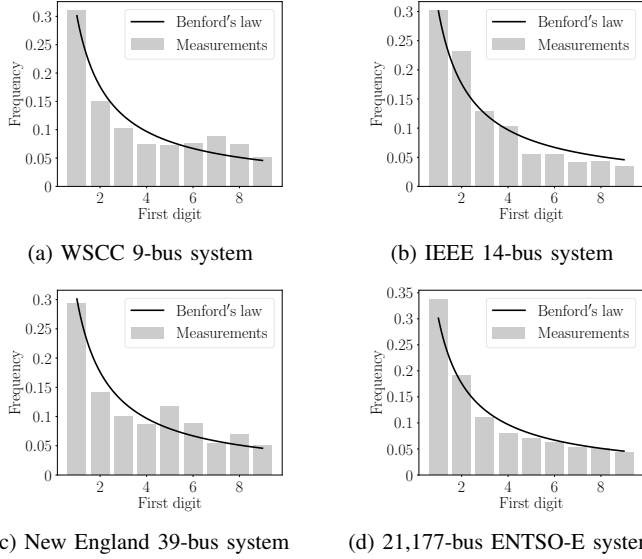 0.3
0.25
0.2
0.15
0.1
0.05
0
Frequency
Benford's law
Measurements
2 4 6 8
First digit
(a) WSCC 9-bus system
0.3
0.25
0.2
0.15
0.1
0.05
0
Frequency
Benford's law
Measurements
2 4 6 8
First digit
(b) IEEE 14-bus system
0.3
0.25
0.2
0.15
0.1
0.05
0
Frequency
Benford's law
Measurements
2 4 6 8
First digit
c) New England 39-bus system
0.35
0.3
0.25
0.2
0.15
0.1
0.05
0
Frequency
Benford's law
Measurements
2 4 6 8
First digit
(d) 21,177-bus ENTSO-E system